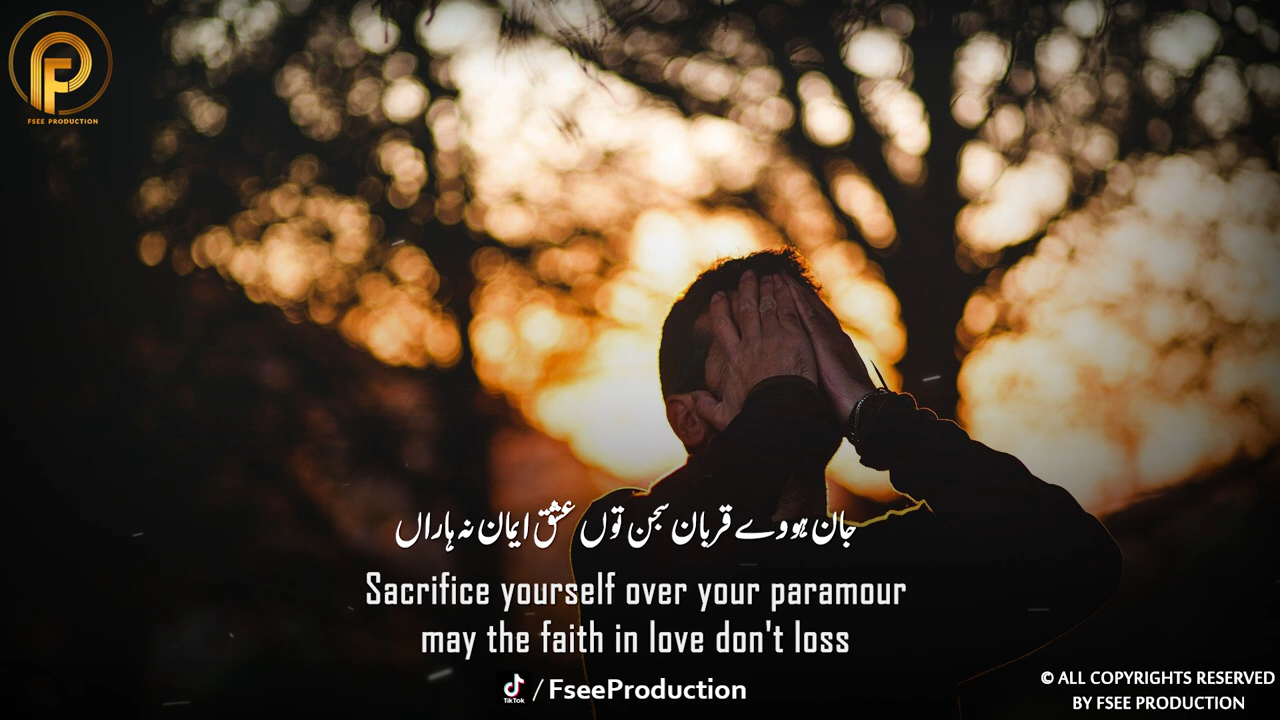 FSEE PRODUCTION
جان ہووے قربان سجن توں عشق ایمان نہ ہاراں
Sacrifice yourself over your paramour
may the faith in love don't loss
TikTok / FseeProduction
© ALL COPYRIGHTS RESERVED
BY FSEE PRODUCTION